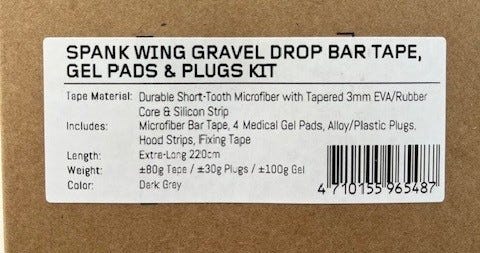 SPANK WING GRAVEL DROP BAR TAPE,
GEL PADS & PLUGS KIT
Tape Material: Durable Short-Tooth Microfiber with Tapered 3mm EVA/Rubber
Core & Silicon Strip
Includes: Microfiber Bar Tape, 4 Medical Gel Pads, Alloy/Plastic Plugs,
Hood Strips, Fixing Tape
Length: Extra-Long 220cm
Weight: ±80g Tape / ±30g Plugs / ±100g Gel
Color: Dark Gray
4 710155 965487